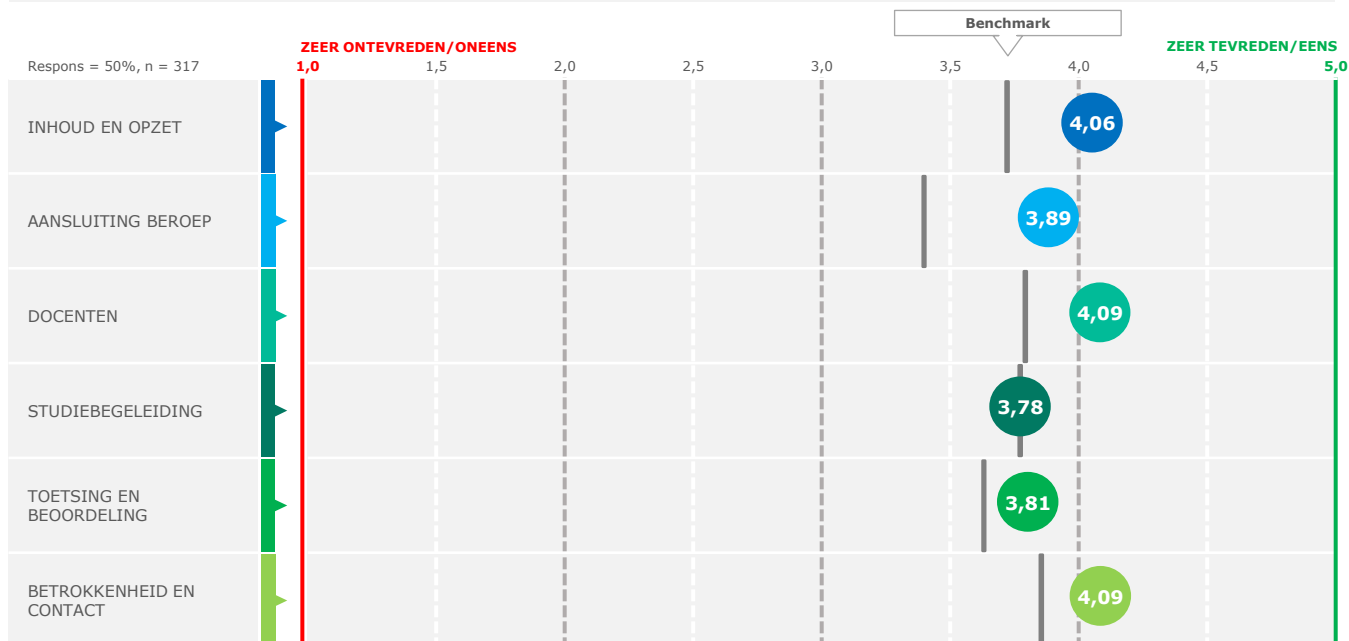 Benchmark
ZEER ONTEVREDEN/ONEENS
ZEER TEVREDEN/EENS
Respons = 50%, n = 317
1,0 1,5 2,0 2,5 3,0 3,5 4,0 4,5 5,0
INHOUD EN OPZET
4,06
AANSLUITING BEROEP
3,89
DOCENTEN
4,09
STUDIEBEGELEIDING
3,78
TOETSING EN
BEOORDELING
3,81
BETROKKENHEID EN
CONTACT
4,09